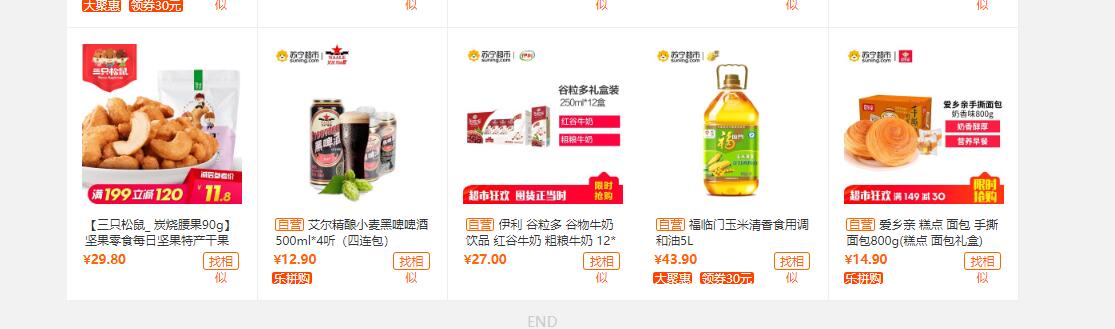 大聚惠 领券30元
似
似
似
似
似
三只松鼠
满199立减120
闹后参考价
¥11.8
【三只松鼠_炭烧腰果90g】
坚果零食每日坚果特产干果
¥29.80
找相似
苏宁超市
suning.com
黑啤酒
自营 艾尔精酿小麦黑啤啤酒
500ml*4听（四连包）
¥12.90
找相似
乐拼购
苏宁超市
suning.com
伊利
谷粒多礼盒装
250ml*12盒
红谷牛奶
粗粮牛奶
超市狂欢 囤货正当时
限时抢购
自营 伊利 谷粒多 谷物牛奶
饮品 红谷牛奶 粗粮牛奶 12*
¥27.00
找相似
苏宁超市
suning.com
福
自营 福临门玉米清香食用调
和油5L
¥43.90
找相似
大聚惠 领券30元
苏宁超市
suning.com
爱乡亲手撕面包
奶香味800g
奶香醇厚
营养早餐
超市狂欢 满149减30
限时抢购
自营 爱乡亲 糕点 面包 手撕
面包800g(糕点 面包礼盒)
¥14.90
找相似
乐拼购
END